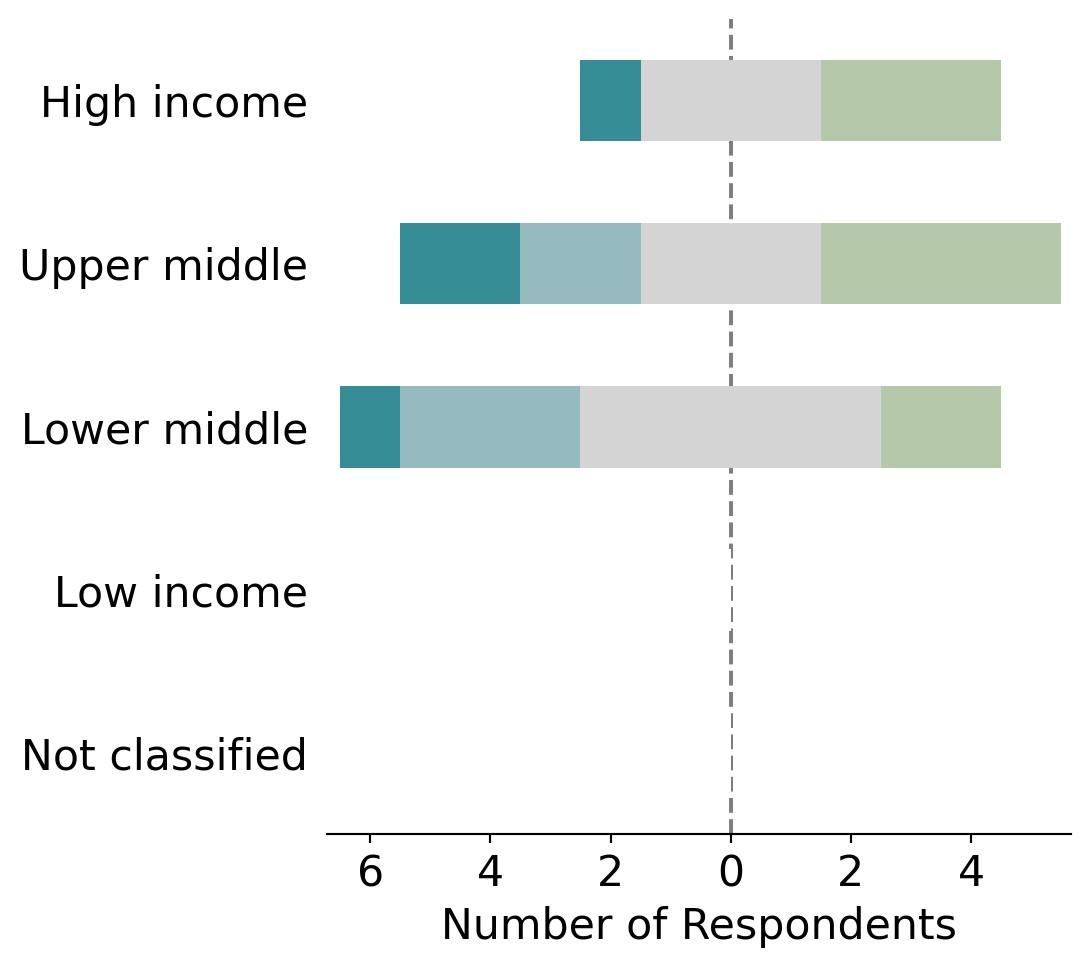 High income
Upper middle
Lower middle
Low income
Not classified
6 4 2 0 2 4
Number of Respondents